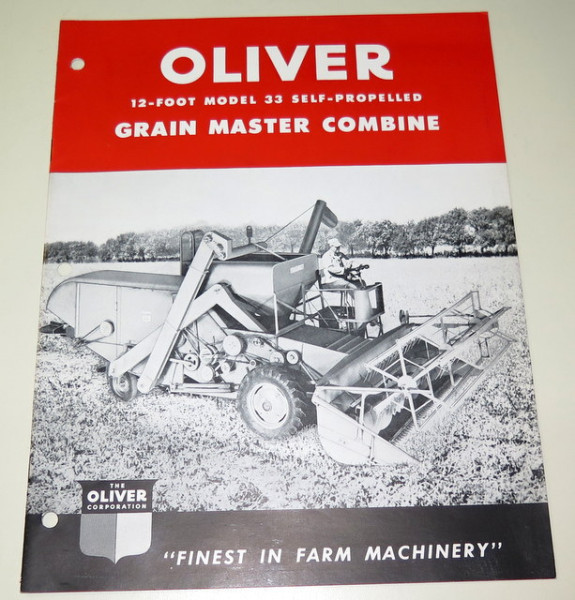 OLIVER
12-FOOT MODEL 33 SELF-PROPELLED
GRAIN MASTER COMBINE
THE
OLIVER
CORPORATION
"FINEST IN FARM MACHINERY"